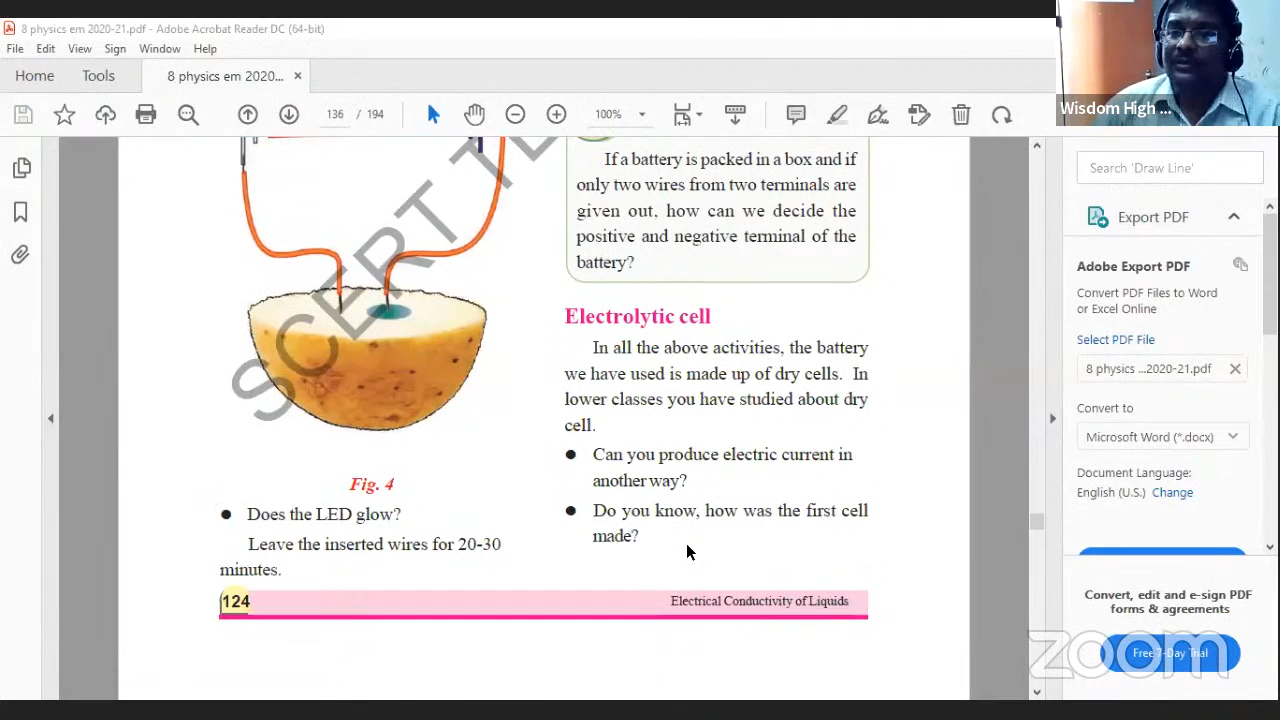 8 physics em 2020-21.pdf - Adobe Acrobat Reader DC (64-bit)
File Edit View Sign Window Help
Home Tools 8 physics em 2020... ×
136 / 194 100%
Wisdom High ...
If a battery is packed in a box and if
only two wires from two terminals are
given out, how can we decide the
positive and negative terminal of the
battery?
Electrolytic cell
In all the above activities, the battery
we have used is made up of dry cells. In
lower classes you have studied about dry
cell.
● Can you produce electric current in
another way?
● Do you know, how was the first cell
made?
SCERT TE
Fig. 4
● Does the LED glow?
Leave the inserted wires for 20-30
minutes.
124
Electrical Conductivity of Liquids
Search 'Draw Line'
Export PDF
Adobe Export PDF
Convert PDF Files to Word
or Excel Online
Select PDF File
8 physics ...2020-21.pdf ×
Convert to
Microsoft Word (*.docx)
Document Language:
English (U.S.) Change
Convert, edit and e-sign PDF
forms & agreements
Free 7-Day Trial
zoom